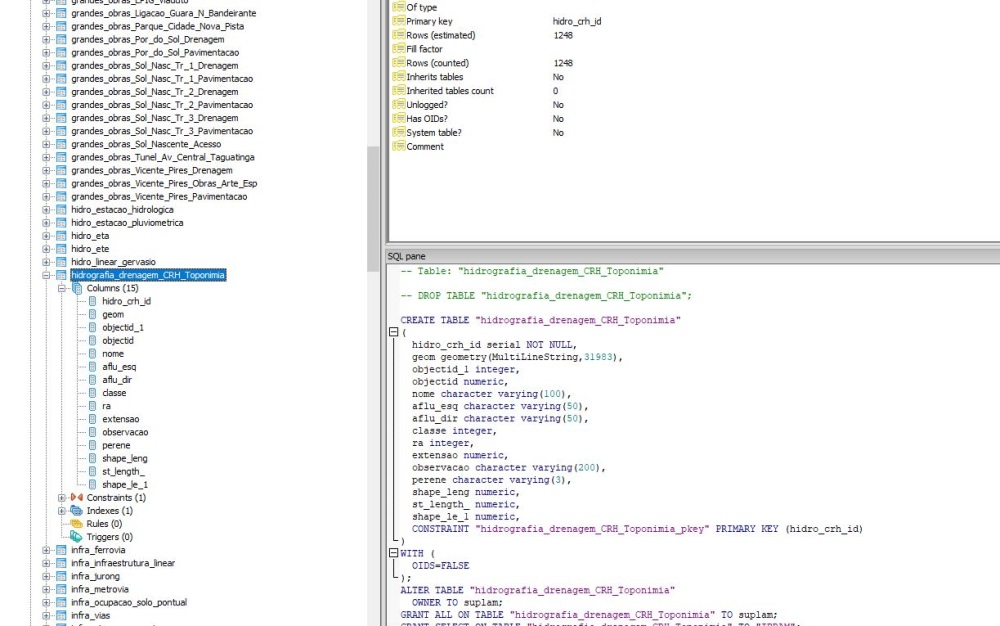 grandes_obras_EPIG_Viaduto
grandes_obras_Ligacao_Guara_N_Bandeirante
grandes_obras_Parque_Cidade_Nova_Pista
grandes_obras_Por_do_Sol_Drenagem
grandes_obras_Por_do_Sol_Pavimentacao
grandes_obras_Sol_Nasc_Tr_1_Drenagem
grandes_obras_Sol_Nasc_Tr_1_Pavimentacao
grandes_obras_Sol_Nasc_Tr_2_Drenagem
grandes_obras_Sol_Nasc_Tr_2_Pavimentacao
grandes_obras_Sol_Nasc_Tr_3_Drenagem
grandes_obras_Sol_Nasc_Tr_3_Pavimentacao
grandes_obras_Sol_Nascente_Acesso
grandes_obras_Tunel_Av_Central_Taguatinga
grandes_obras_Vicente_Pires_Drenagem
grandes_obras_Vicente_Pires_Obras_Arte_Esp
grandes_obras_Vicente_Pires_Pavimentacao
hidro_estacao_hidrologica
hidro_estacao_pluviometrica
hidro_eta
hidro_ete
hidro_linear_gervasio
hidrografia_drenagem_CRH_Toponimia
Columns (15)
hidro_crh_id
geom
objectid_1
objectid
nome
aflu_esq
aflu_dir
classe
ra
extensao
observacao
perene
shape_leng
st_length_
shape_le_1
Constraints (1)
Indexes (1)
Rules (0)
Triggers (0)
infra_ferrovia
infra_infraestrutura_linear
infra_jurong
infra_metrovia
infra_ocupacao_solo_pontual
infra_vias
Of type
Primary key hidro_crh_id
Rows (estimated) 1248
Fill factor
Rows (counted) 1248
Inherits tables No
Inherited tables count 0
Unlogged? No
Has OIDs? No
System table? No
Comment
SQL pane
-- Table: "hidrografia_drenagem_CRH_Toponimia"
-- DROP TABLE "hidrografia_drenagem_CRH_Toponimia";
CREATE TABLE "hidrografia_drenagem_CRH_Toponimia"
(
hidro_crh_id serial NOT NULL,
geom geometry(MultiLineString,31983),
objectid_1 integer,
objectid numeric,
nome character varying(100),
aflu_esq character varying(50),
aflu_dir character varying(50),
classe integer,
ra integer,
extensao numeric,
observacao character varying(200),
perene character varying(3),
shape_leng numeric,
st_length_ numeric,
shape_le_1 numeric,
CONSTRAINT "hidrografia_drenagem_CRH_Toponimia_pkey" PRIMARY KEY (hidro_crh_id)
)
WITH (
OIDS=FALSE
);
ALTER TABLE "hidrografia_drenagem_CRH_Toponimia"
OWNER TO suplam;
GRANT ALL ON TABLE "hidrografia_drenagem_CRH_Toponimia" TO suplam;
GRANT SELECT ON TABLE "hidrografia_drenagem_CRH_Toponimia" TO